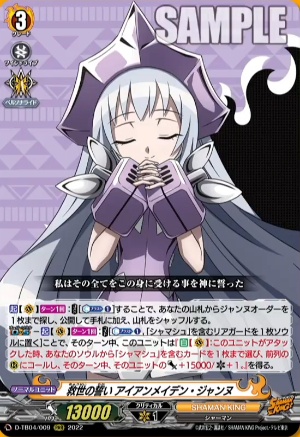 SAMPLE
3
グレード
ツインドライブ
ペルソナライド
私はその全てをこの身に受ける事を神に誓った
することで、あなたの山札からジャンヌオーダーを
1枚まで探し、公開して手札に加え、山札をシャッフルする。
「シャマシュ」を含むリアガードを1枚ソウ
ルに置く】ことで、そのターン中、このユニットは『
このユニットがアタッ
クした時、あなたのソウルから「シャマシュ」を含むカードを1枚まで選び、前列の
にコールし、そのターン中、そのユニットのパワー+15000/☆+1。』を得る。
ノーマルユニット
救世の誓い アイアンメイデン・ジャンヌ
パワー
13000
クリティカル
1
SHAMAN KING
シャーマン
D-TB04/009 RRR 2022